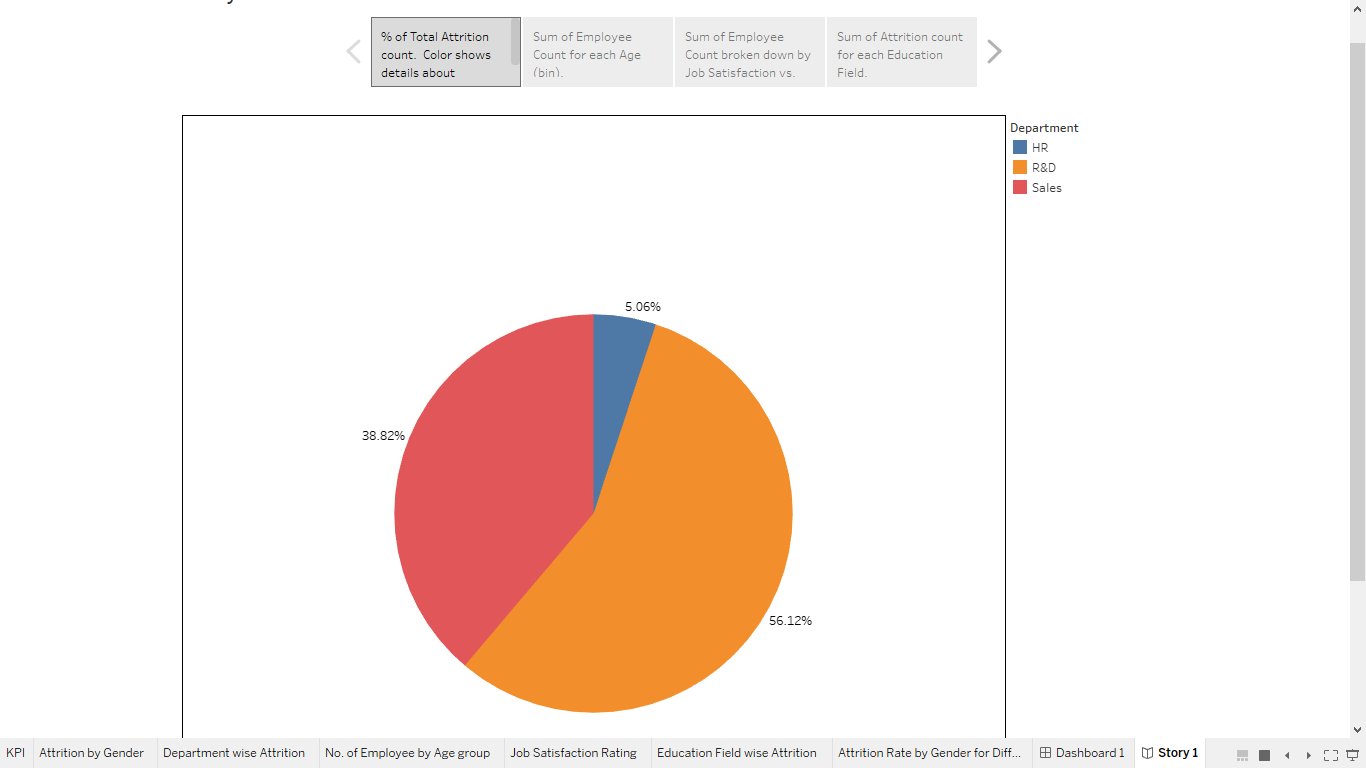 % of Total Attrition
count. Color shows
details about
Sum of Employee
Count for each Age
(bin).
Sum of Employee
Count broken down by
Job Satisfaction vs.
Sum of Attrition count
for each Education
Field.
Department
HR
R&D
Sales
5.06%
38.82%
56.12%
KPI
Attrition by Gender
Department wise Attrition
No. of Employee by Age group
Job Satisfaction Rating
Education Field wise Attrition
Attrition Rate by Gender for Diff...
Dashboard 1
Story 1